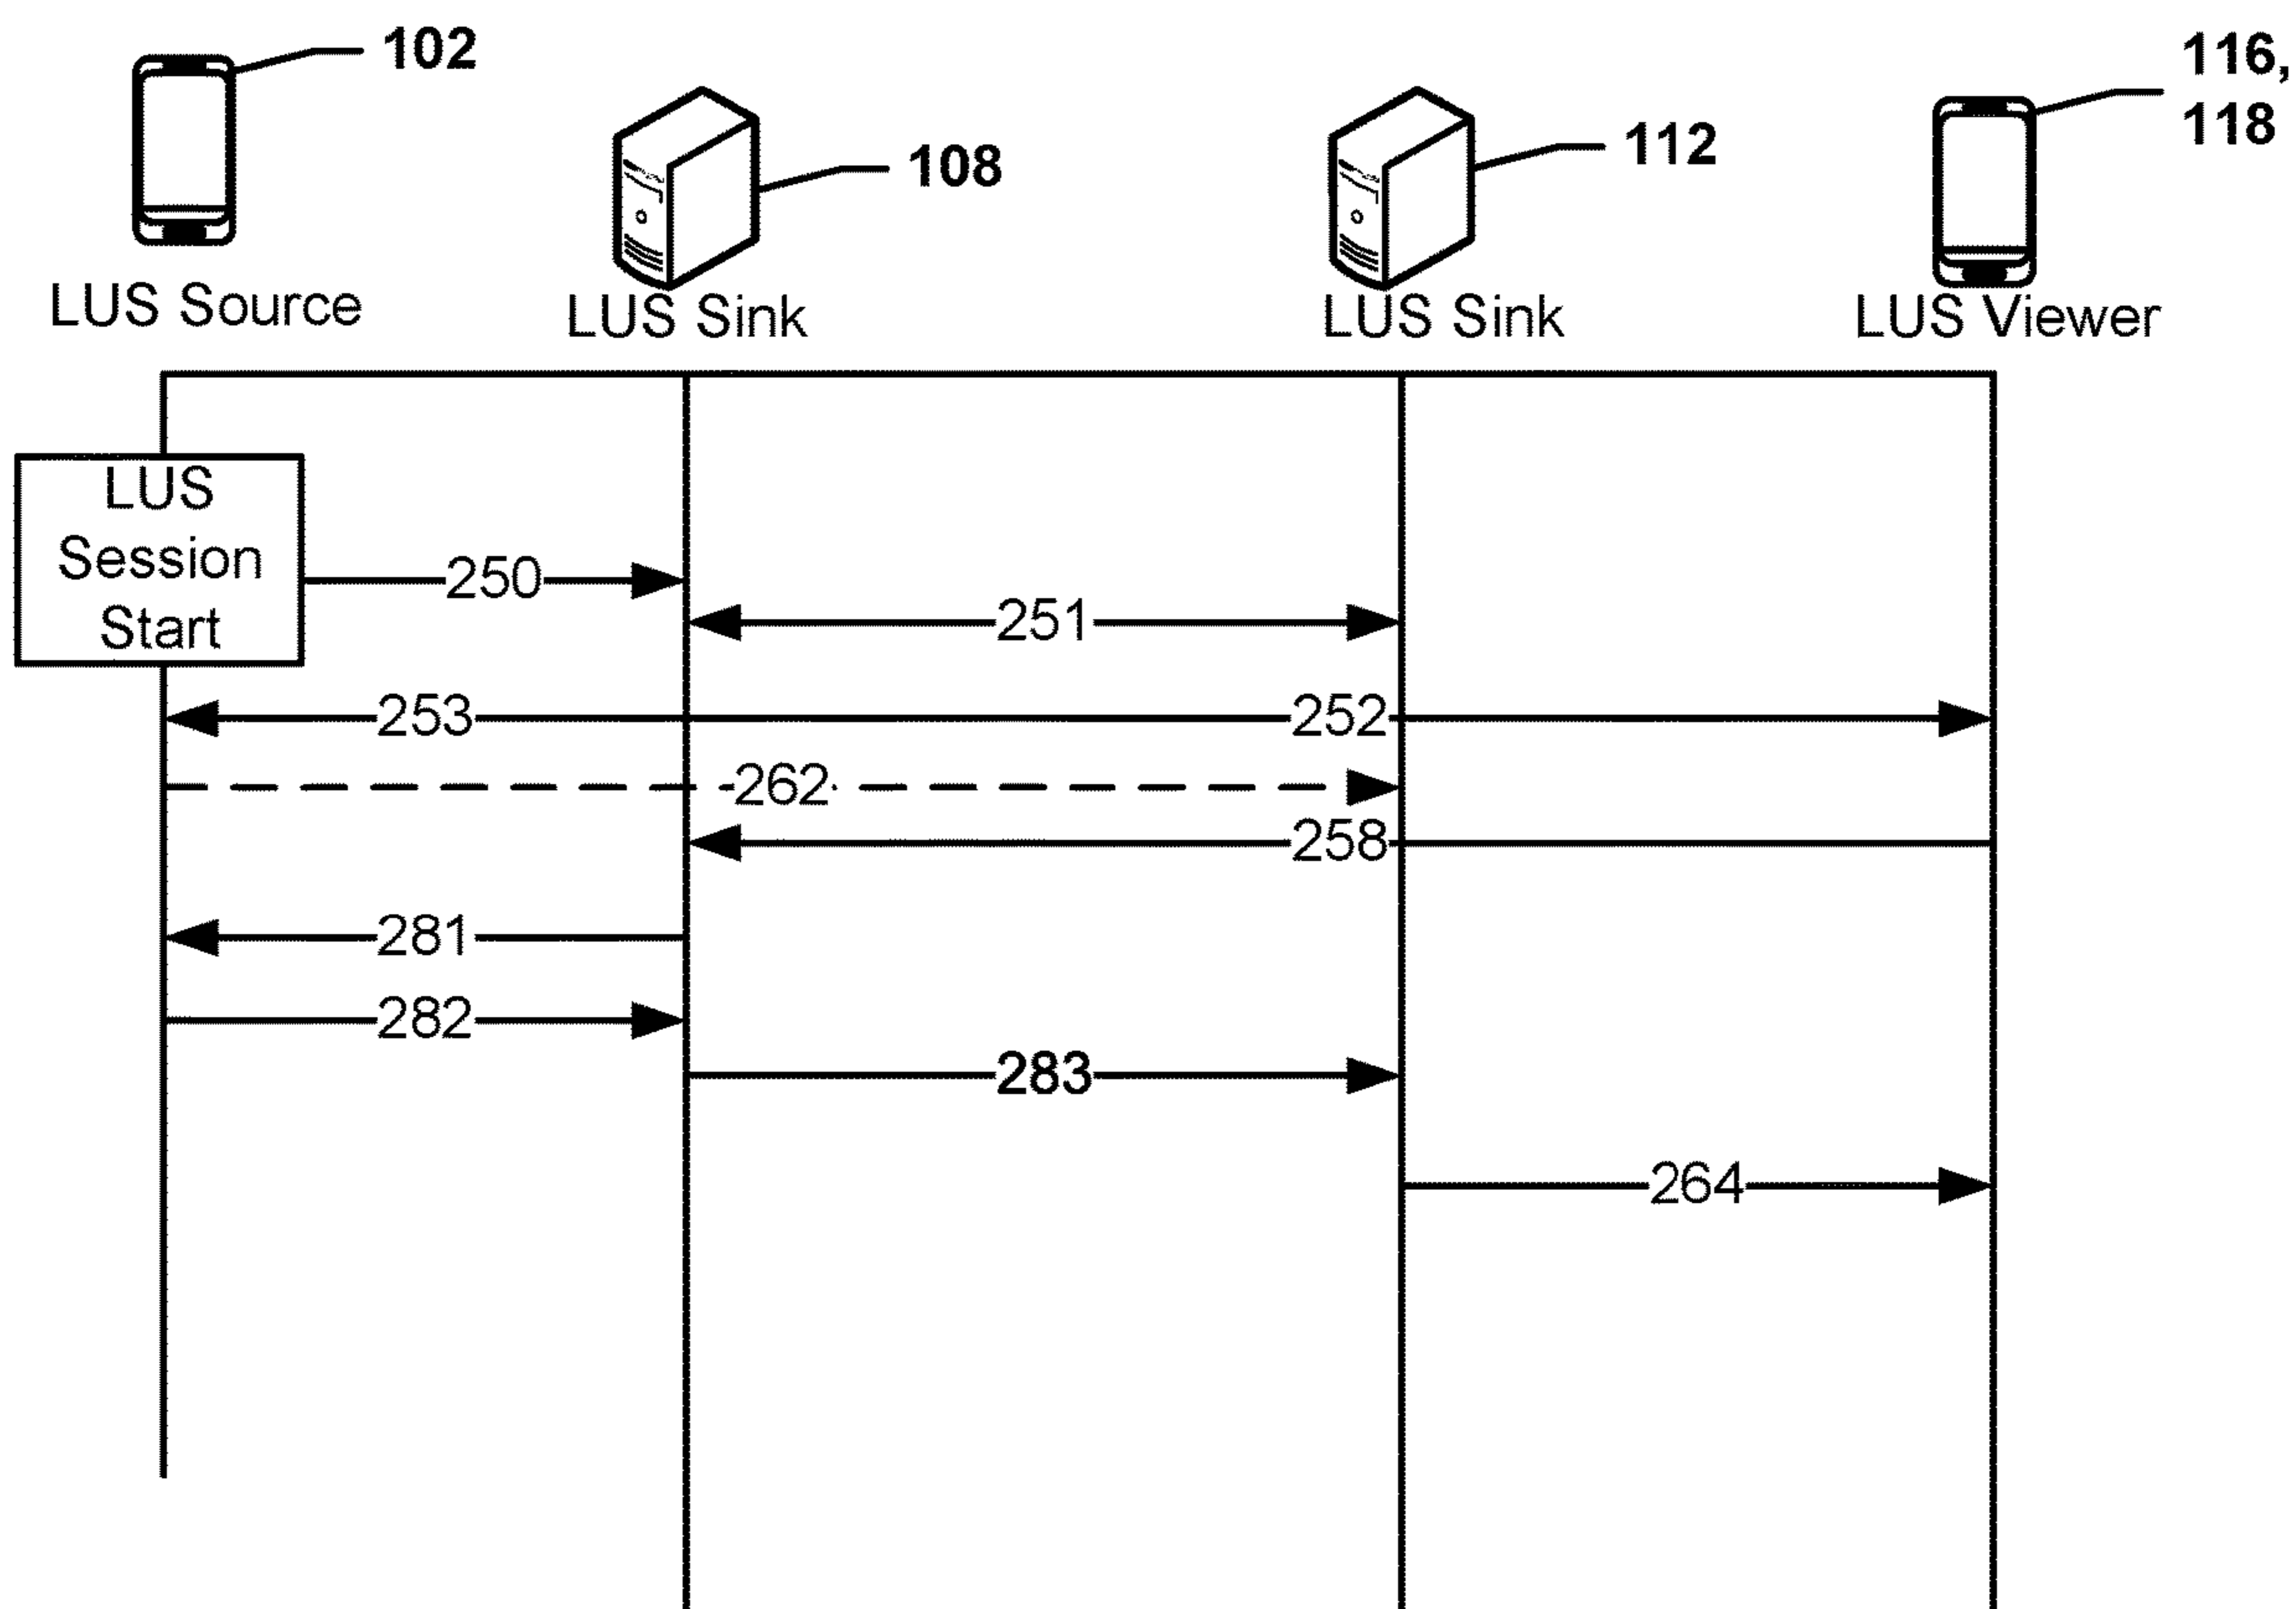 102
116,
118
108
112
LUS Source
LUS Sink
LUS Sink
LUS Viewer
LUS
Session
Start
250
251
253
252
262
258
281
282
283
264